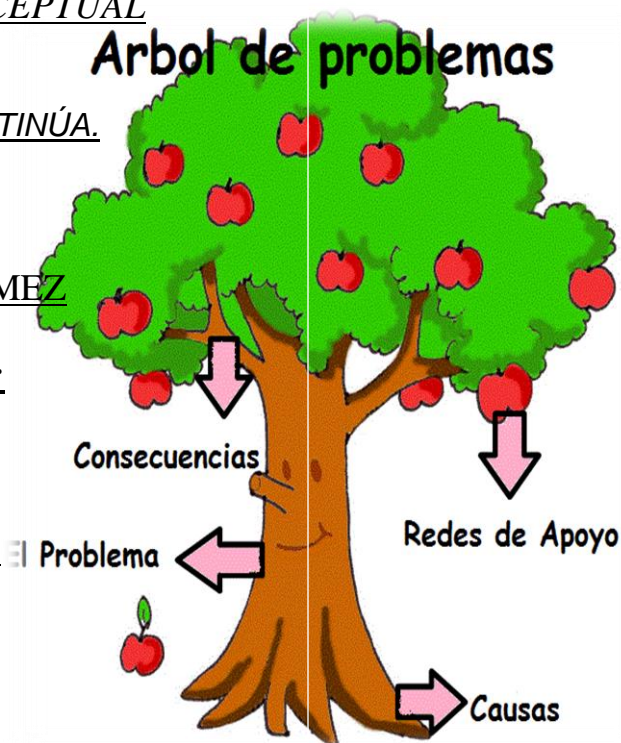 CEPTUAL
Arbol de problemas
TINÚA.
MEZ
Consecuencias
Redes de Apoyo
El Problema
Causas